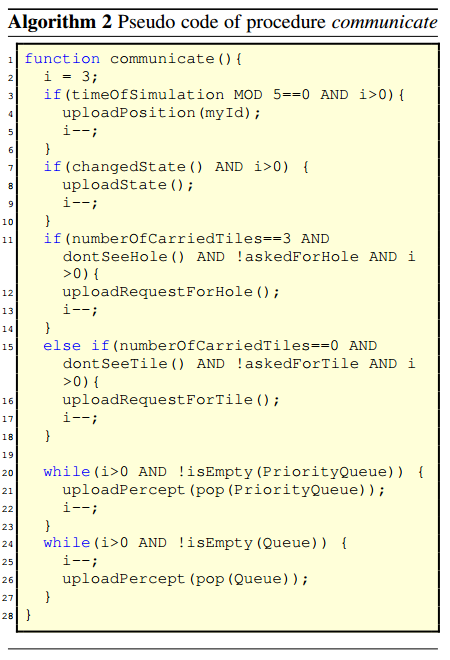 Algorithm 2 Pseudo code of procedure communicate
1 function communicate(){
2   i = 3;
3   if(timeOfSimulation MOD 5==0 AND i>0){
4     uploadPosition(myId);
5     i--;
6   }
7   if(changedState() AND i>0) {
8     uploadState();
9     i--;
10   }
11   if(numberOfCarriedTiles==3 AND
     dontSeeHole() AND !askedForHole AND i
     >0){
12     uploadRequestForHole();
13     i--;
14   }
15   else if(numberOfCarriedTiles==0 AND
     dontSeeTile() AND !askedForTile AND i
     >0){
16     uploadRequestForTile();
17     i--;
18   }
19
20   while(i>0 AND !isEmpty(PriorityQueue)) {
21     uploadPercept(pop(PriorityQueue));
22     i--;
23   }
24   while(i>0 AND !isEmpty(Queue)) {
25     i--;
26     uploadPercept(pop(Queue));
27   }
28 }